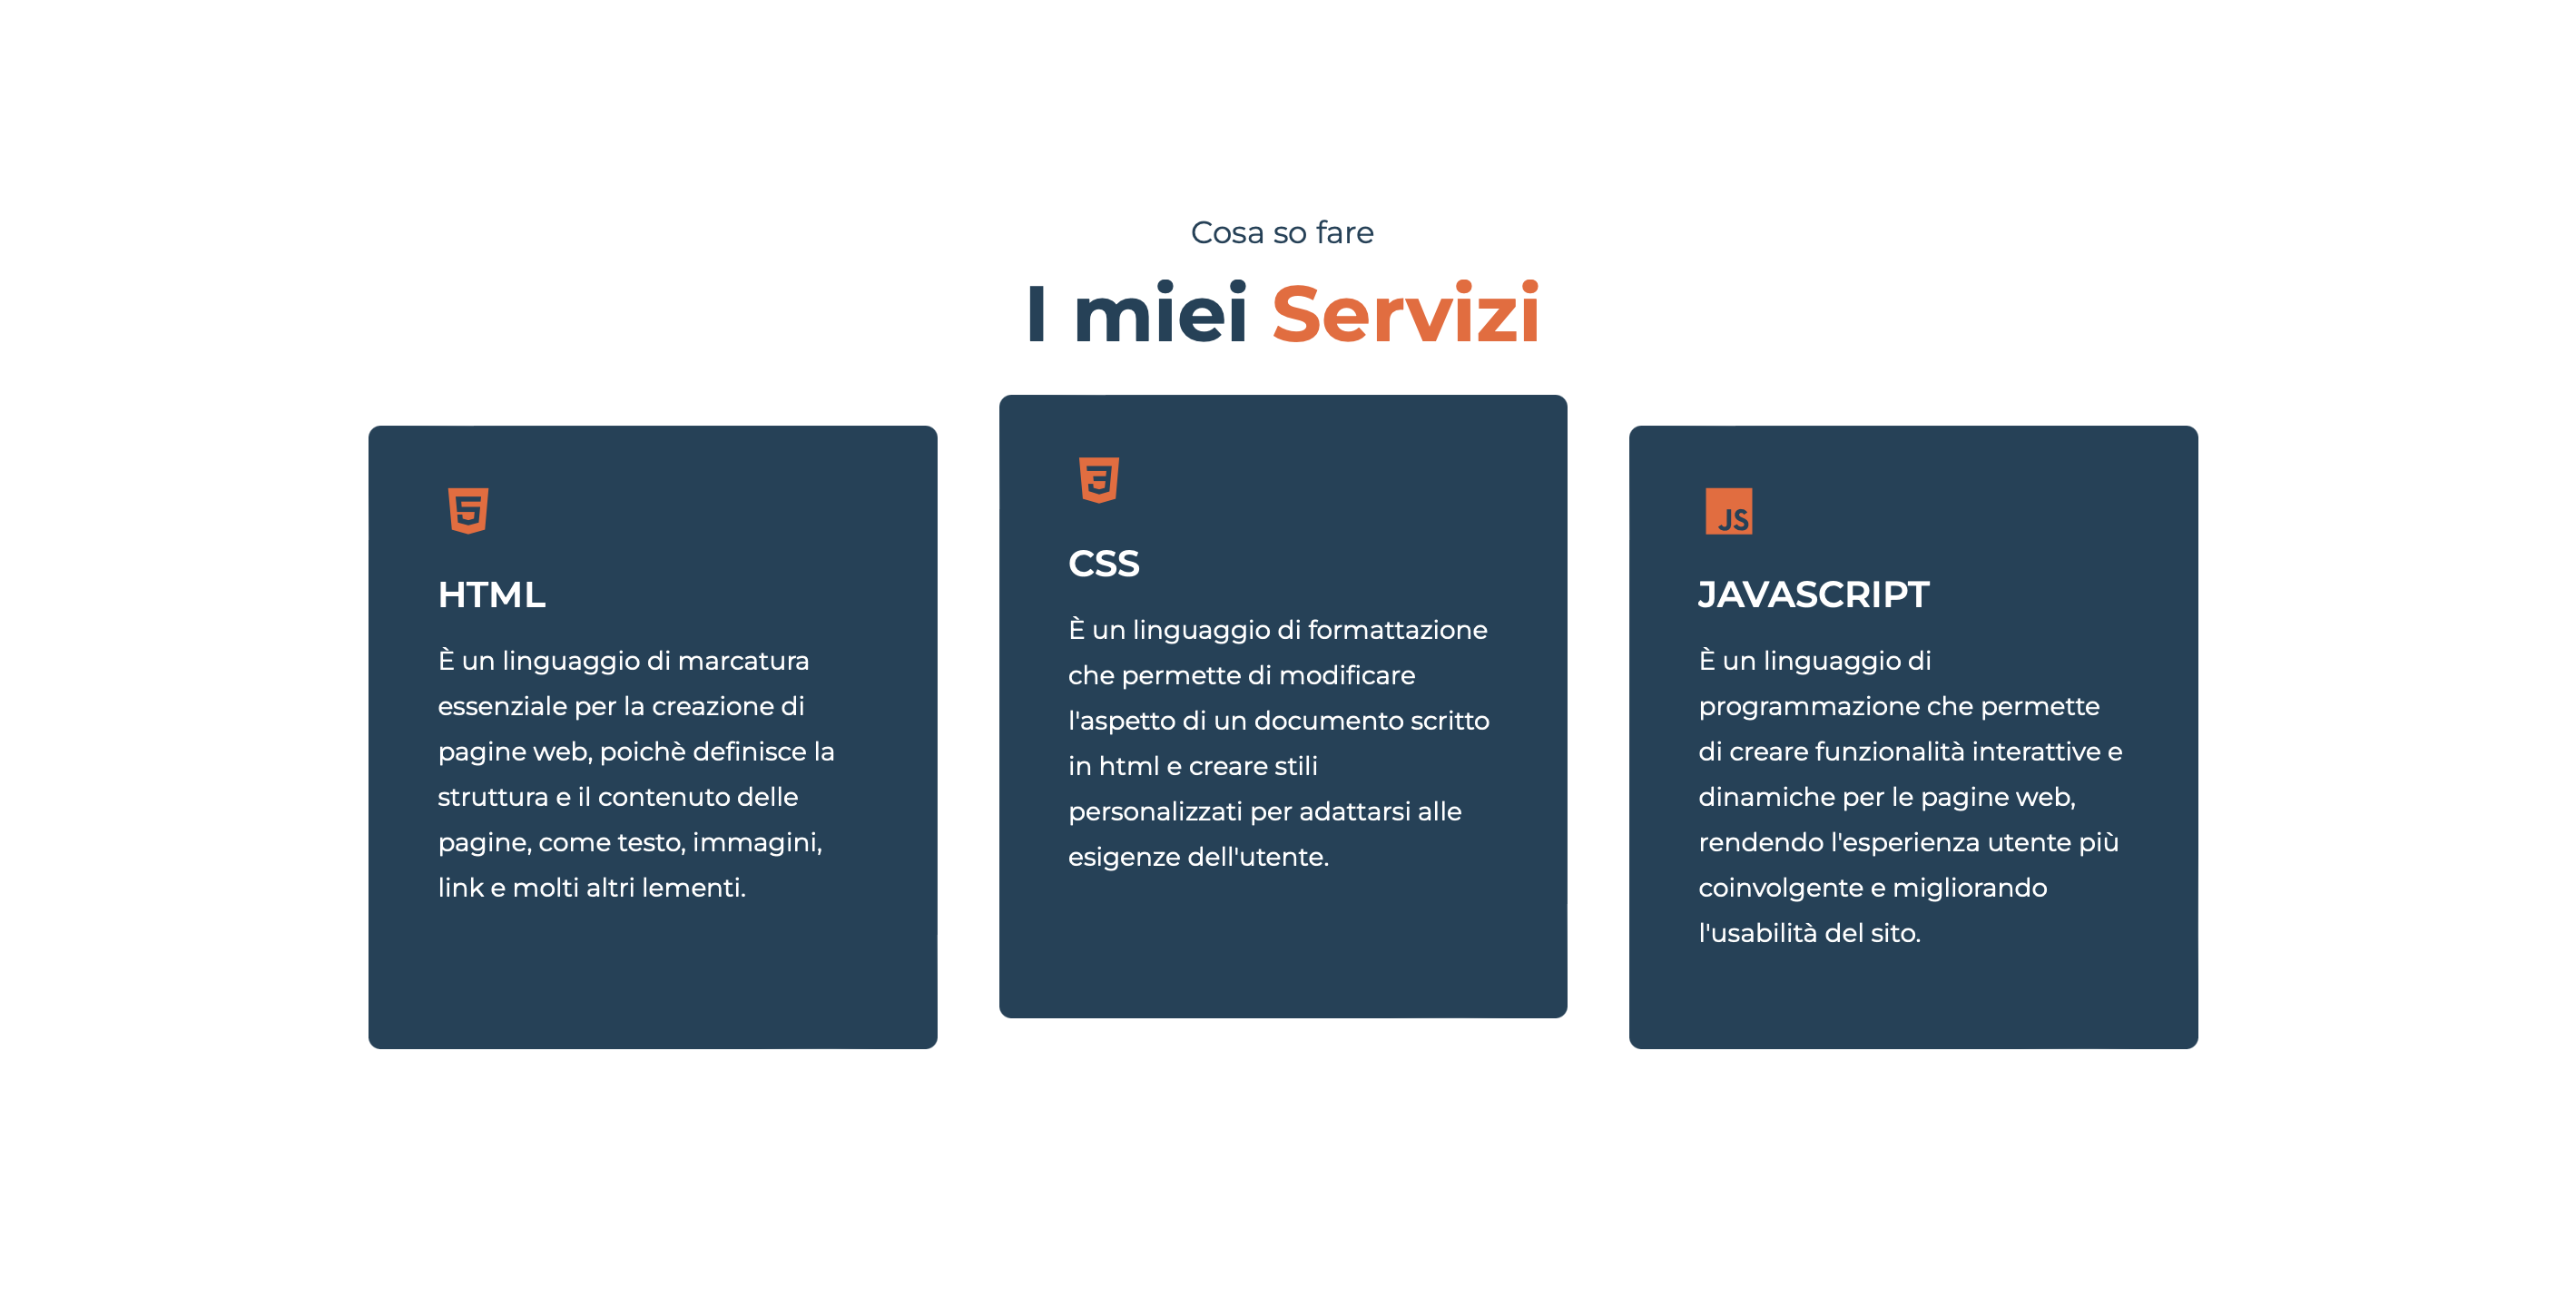 Cosa so fare
I miei Servizi
5
HTML
È un linguaggio di marcatura
essenziale per la creazione di
pagine web, poichè definisce la
struttura e il contenuto delle
pagine, come testo, immagini,
link e molti altri lementi.
3
CSS
È un linguaggio di formattazione
che permette di modificare
l'aspetto di un documento scritto
in html e creare stili
personalizzati per adattarsi alle
esigenze dell'utente.
JS
JAVASCRIPT
È un linguaggio di
programmazione che permette
di creare funzionalità interattive e
dinamiche per le pagine web,
rendendo l'esperienza utente più
coinvolgente e migliorando
l'usabilità del sito.